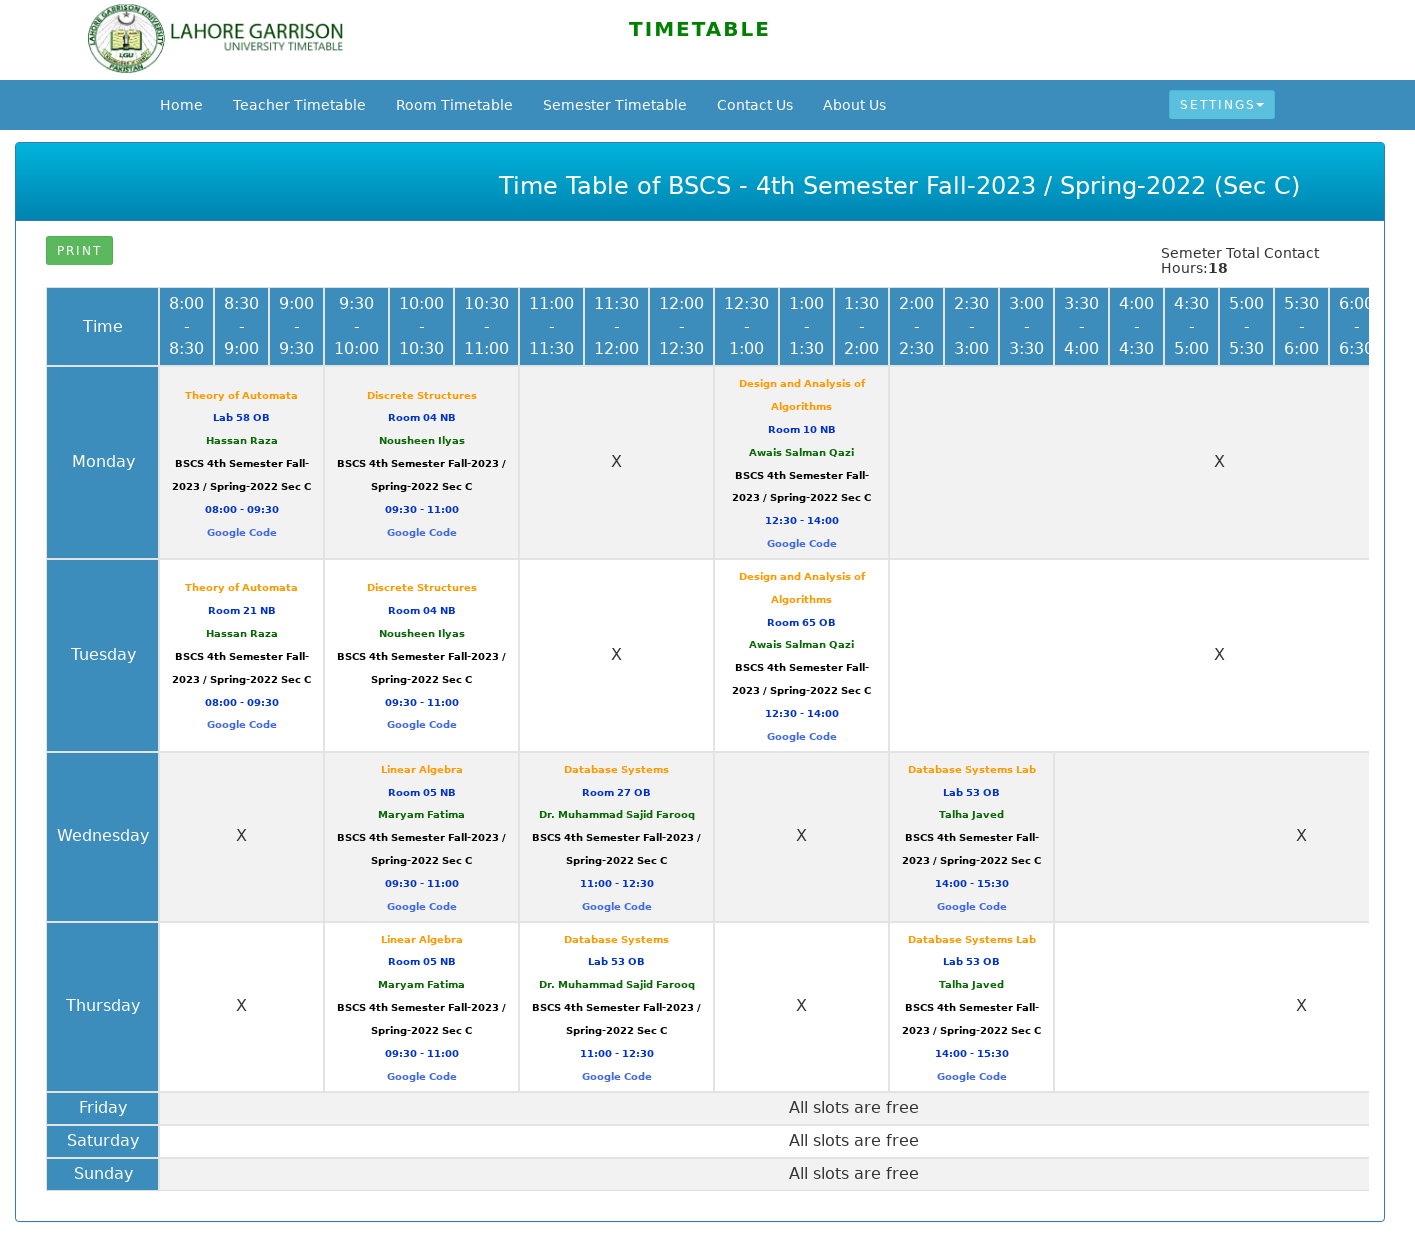 LAHORE GARRISON
UNIVERSITY TIMETABLE
TIMETABLE
Home Teacher Timetable Room Timetable Semester Timetable Contact Us About Us SETTINGS
Time Table of BSCS - 4th Semester Fall-2023 / Spring-2022 (Sec C)
PRINT
Semeter Total Contact
Hours:18
Time
8:00 - 8:30
8:30 - 9:00
9:00 - 9:30
9:30 - 10:00
10:00 - 10:30
10:30 - 11:00
11:00 - 11:30
11:30 - 12:00
12:00 - 12:30
12:30 - 1:00
1:00 - 1:30
1:30 - 2:00
2:00 - 2:30
2:30 - 3:00
3:00 - 3:30
3:30 - 4:00
4:00 - 4:30
4:30 - 5:00
5:00 - 5:30
5:30 - 6:00
6:00 - 6:30
Monday
Theory of Automata
Lab 58 OB
Hassan Raza
BSCS 4th Semester Fall-
2023 / Spring-2022 Sec C
08:00 - 09:30
Google Code
Discrete Structures
Room 04 NB
Nousheen Ilyas
BSCS 4th Semester Fall-2023 /
Spring-2022 Sec C
09:30 - 11:00
Google Code
X
Design and Analysis of
Algorithms
Room 10 NB
Awais Salman Qazi
BSCS 4th Semester Fall-
2023 / Spring-2022 Sec C
12:30 - 14:00
Google Code
X
Tuesday
Theory of Automata
Room 21 NB
Hassan Raza
BSCS 4th Semester Fall-
2023 / Spring-2022 Sec C
08:00 - 09:30
Google Code
Discrete Structures
Room 04 NB
Nousheen Ilyas
BSCS 4th Semester Fall-2023 /
Spring-2022 Sec C
09:30 - 11:00
Google Code
X
Design and Analysis of
Algorithms
Room 65 OB
Awais Salman Qazi
BSCS 4th Semester Fall-
2023 / Spring-2022 Sec C
12:30 - 14:00
Google Code
X
Wednesday
X
Linear Algebra
Room 05 NB
Maryam Fatima
BSCS 4th Semester Fall-2023 /
Spring-2022 Sec C
09:30 - 11:00
Google Code
Database Systems
Room 27 OB
Dr. Muhammad Sajid Farooq
BSCS 4th Semester Fall-2023 /
Spring-2022 Sec C
11:00 - 12:30
Google Code
X
Database Systems Lab
Lab 53 OB
Talha Javed
BSCS 4th Semester Fall-
2023 / Spring-2022 Sec C
14:00 - 15:30
Google Code
X
Thursday
X
Linear Algebra
Room 05 NB
Maryam Fatima
BSCS 4th Semester Fall-2023 /
Spring-2022 Sec C
09:30 - 11:00
Google Code
Database Systems
Lab 53 OB
Dr. Muhammad Sajid Farooq
BSCS 4th Semester Fall-2023 /
Spring-2022 Sec C
11:00 - 12:30
Google Code
X
Database Systems Lab
Lab 53 OB
Talha Javed
BSCS 4th Semester Fall-
2023 / Spring-2022 Sec C
14:00 - 15:30
Google Code
X
Friday
All slots are free
Saturday
All slots are free
Sunday
All slots are free